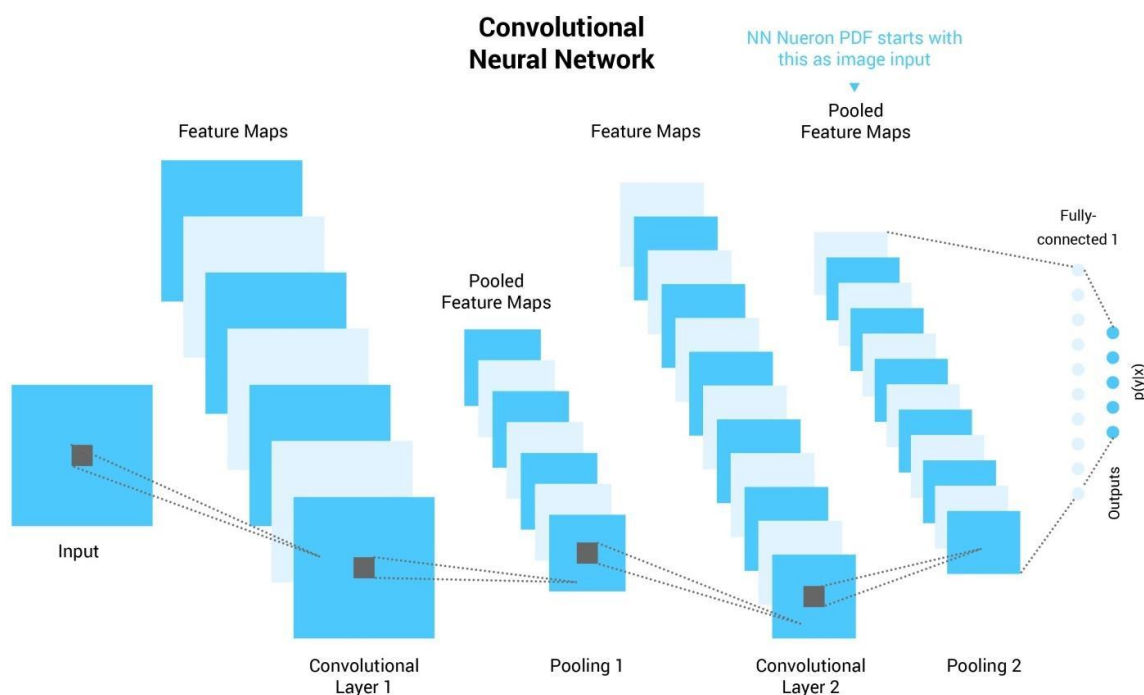 Convolutional
Neural Network
NN Nueron PDF starts with
this as image input
Pooled
Feature Maps
Feature Maps
Feature Maps
Pooled
Feature Maps
Fully-
connected 1
p(y|x)
Outputs
Input
Convolutional
Layer 1
Pooling 1
Convolutional
Layer 2
Pooling 2